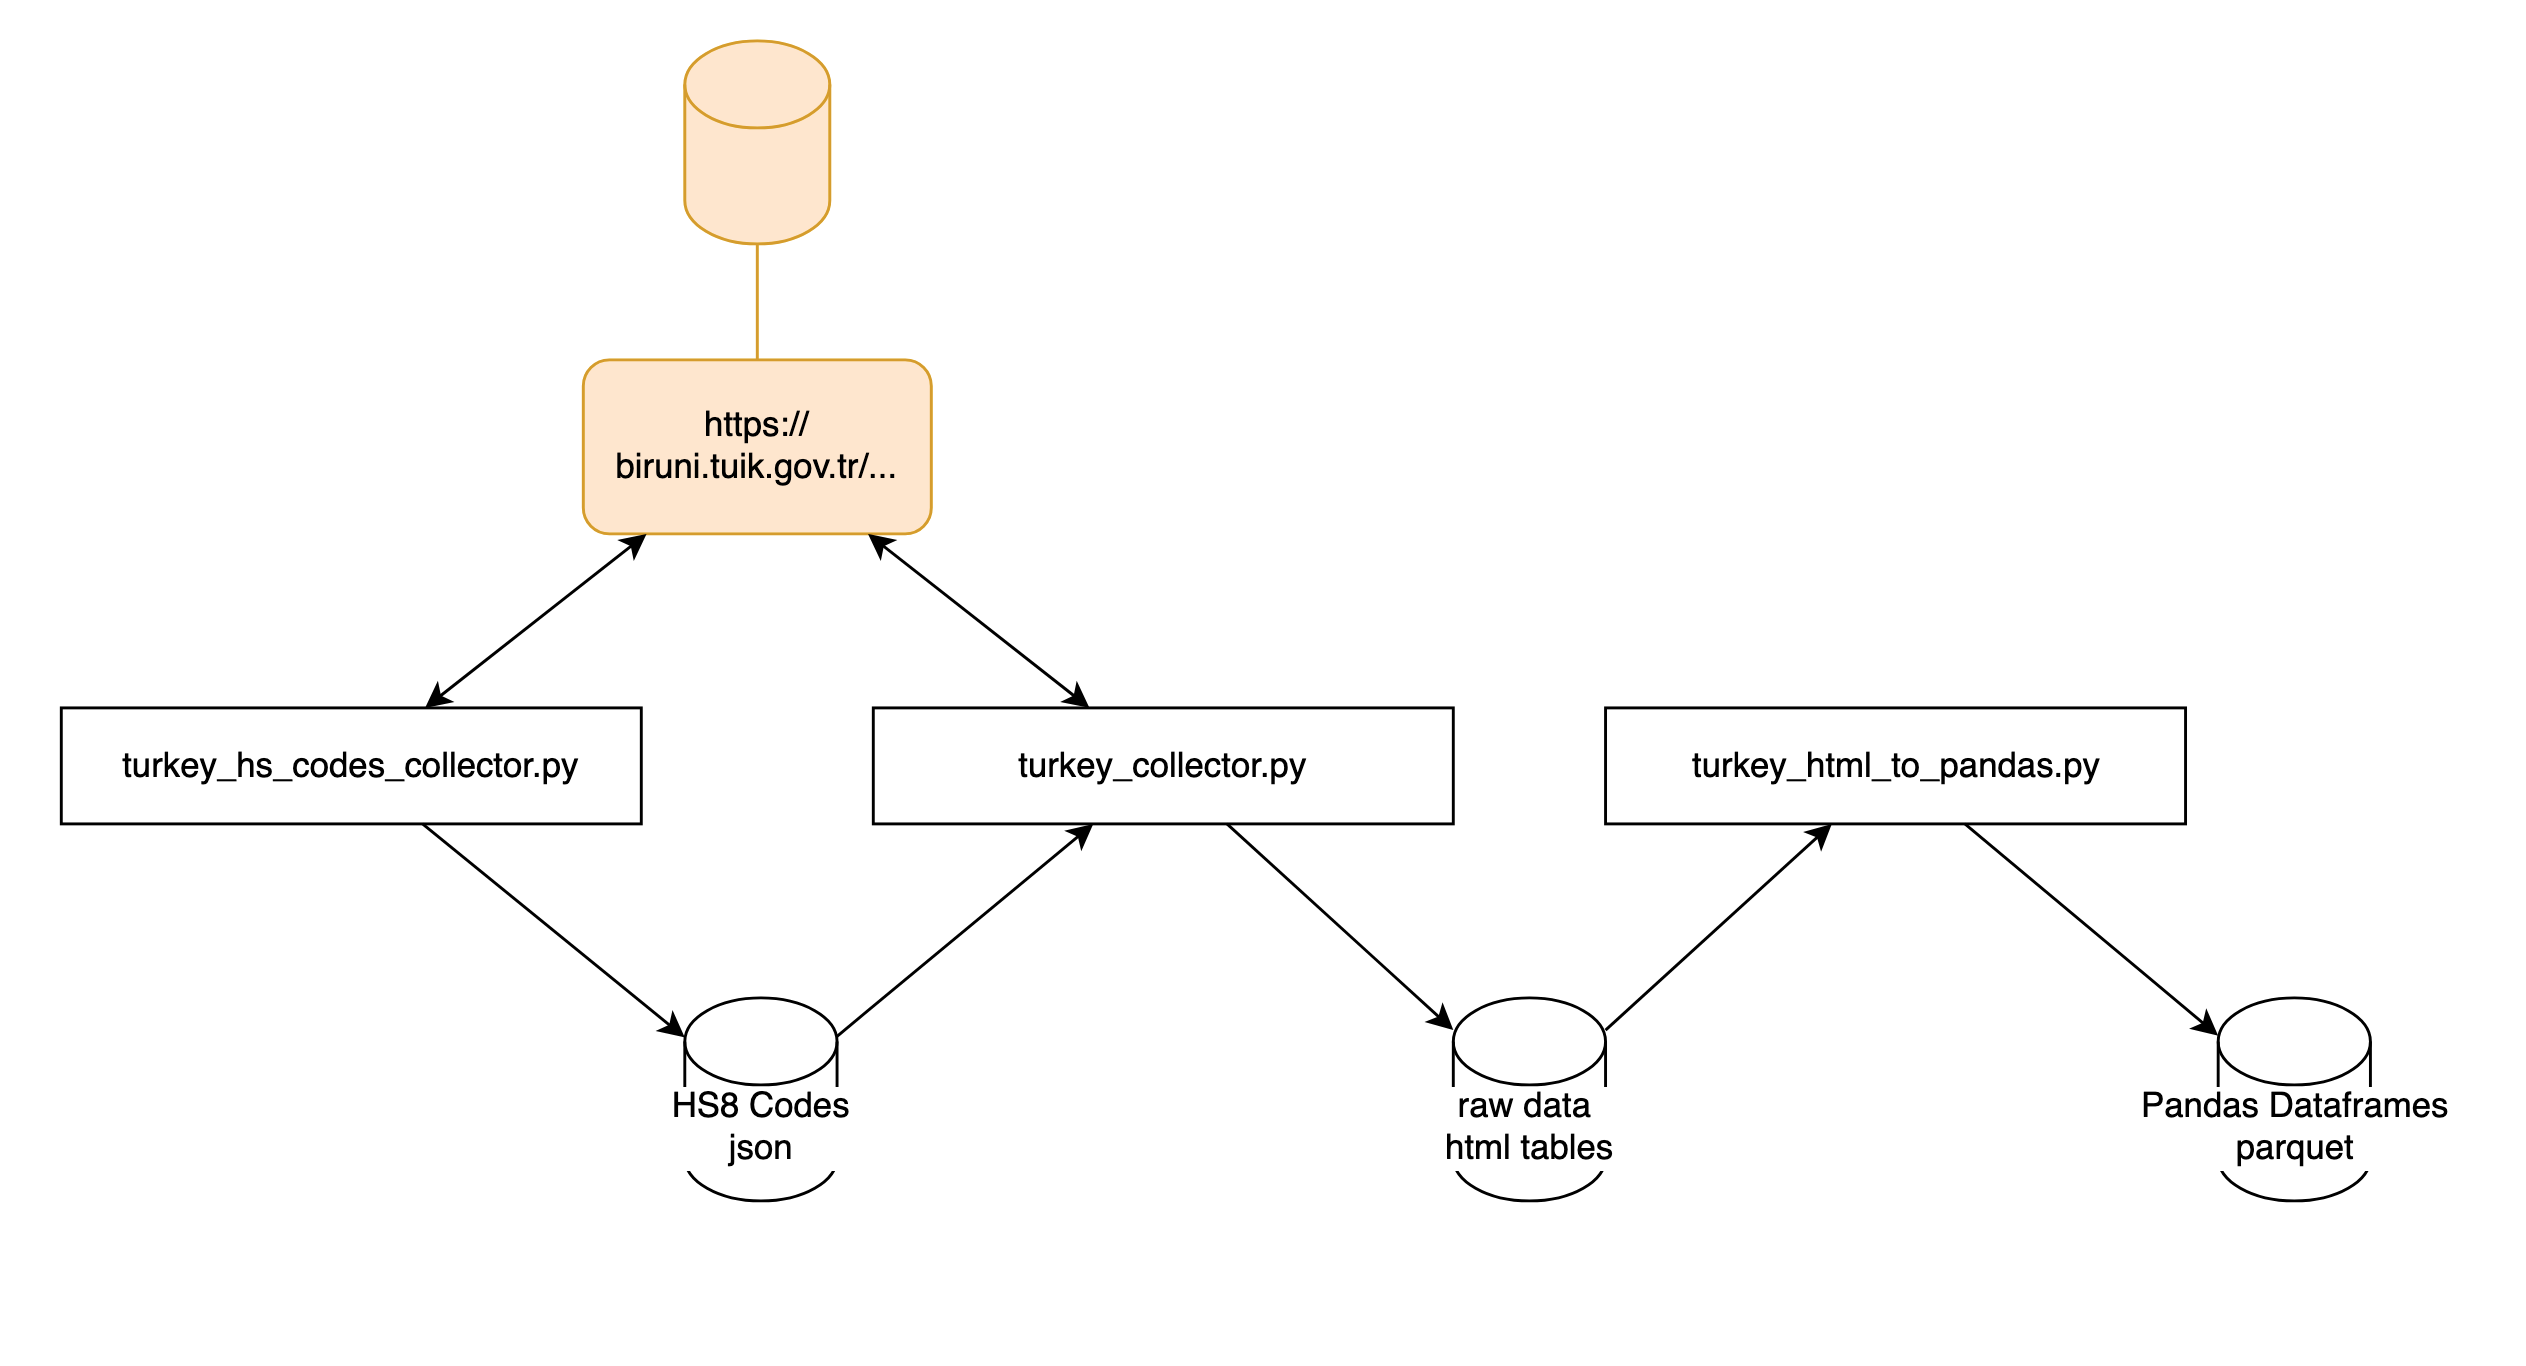 https://
biruni.tuik.gov.tr/...
turkey_hs_codes_collector.py
turkey_collector.py
turkey_html_to_pandas.py
HS8 Codes
json
raw data
html tables
Pandas Dataframes
parquet